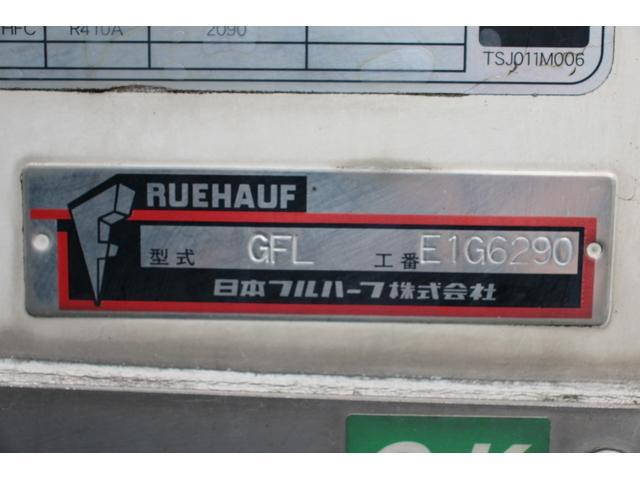 HFC R410A 2090
TSJ011M006
RUEHAUF
型式 GFL 工番 E1G6290
日本フルハーフ株式会社